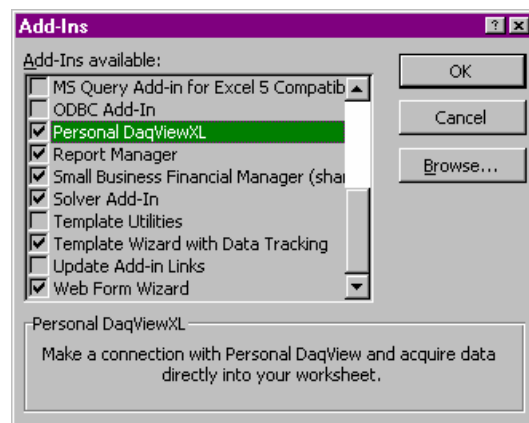 Add-Ins
Add-Ins available:
MS Query Add-in for Excel 5 Compatib
ODBC Add-In
Personal DaqViewXL
Report Manager
Small Business Financial Manager (shar
Solver Add-In
Template Utilities
Template Wizard with Data Tracking
Update Add-in Links
Web Form Wizard
OK
Cancel
Browse...
Personal DaqViewXL
Make a connection with Personal DaqView and acquire data
directly into your worksheet.